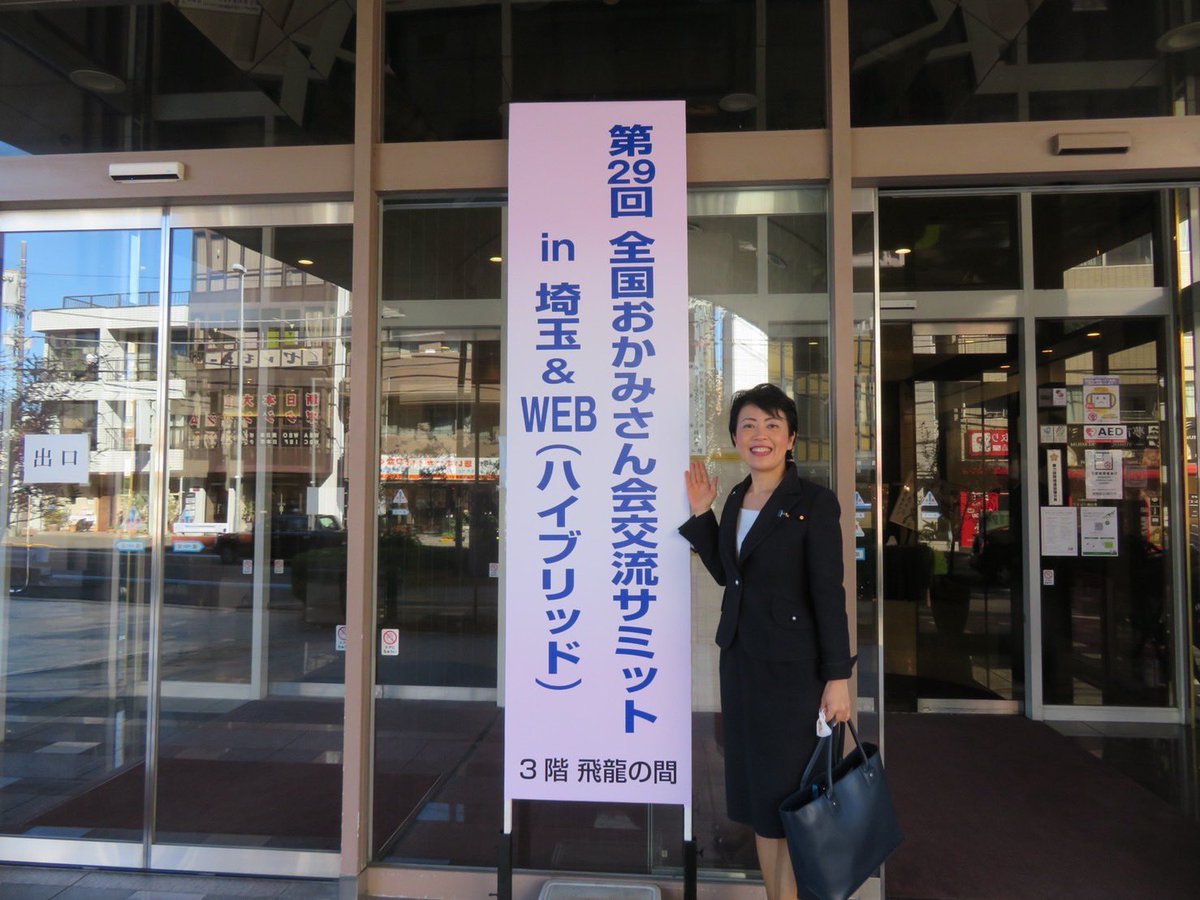 第29回 全国おかみさん会交流サミット
in 埼玉&WEB(ハイブリッド)
3階 飛龍の間
出口
AED